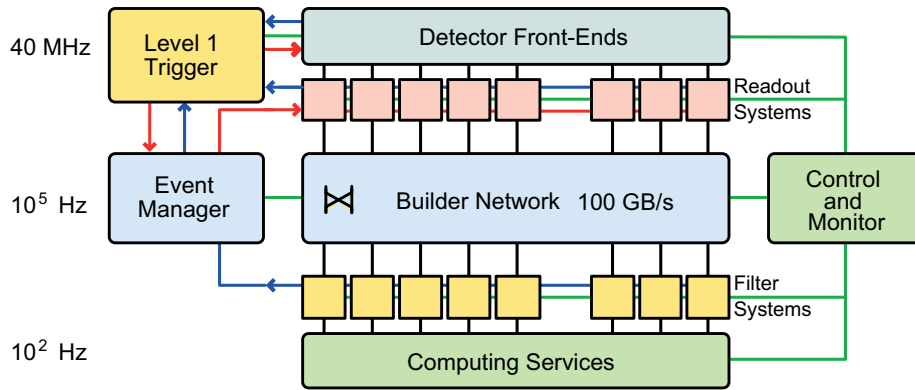 40 MHz
Level 1
Trigger
Detector Front-Ends
Readout
Systems
10⁵ Hz
Event
Manager
Builder Network 100 GB/s
Control
and
Monitor
Filter
Systems
10² Hz
Computing Services